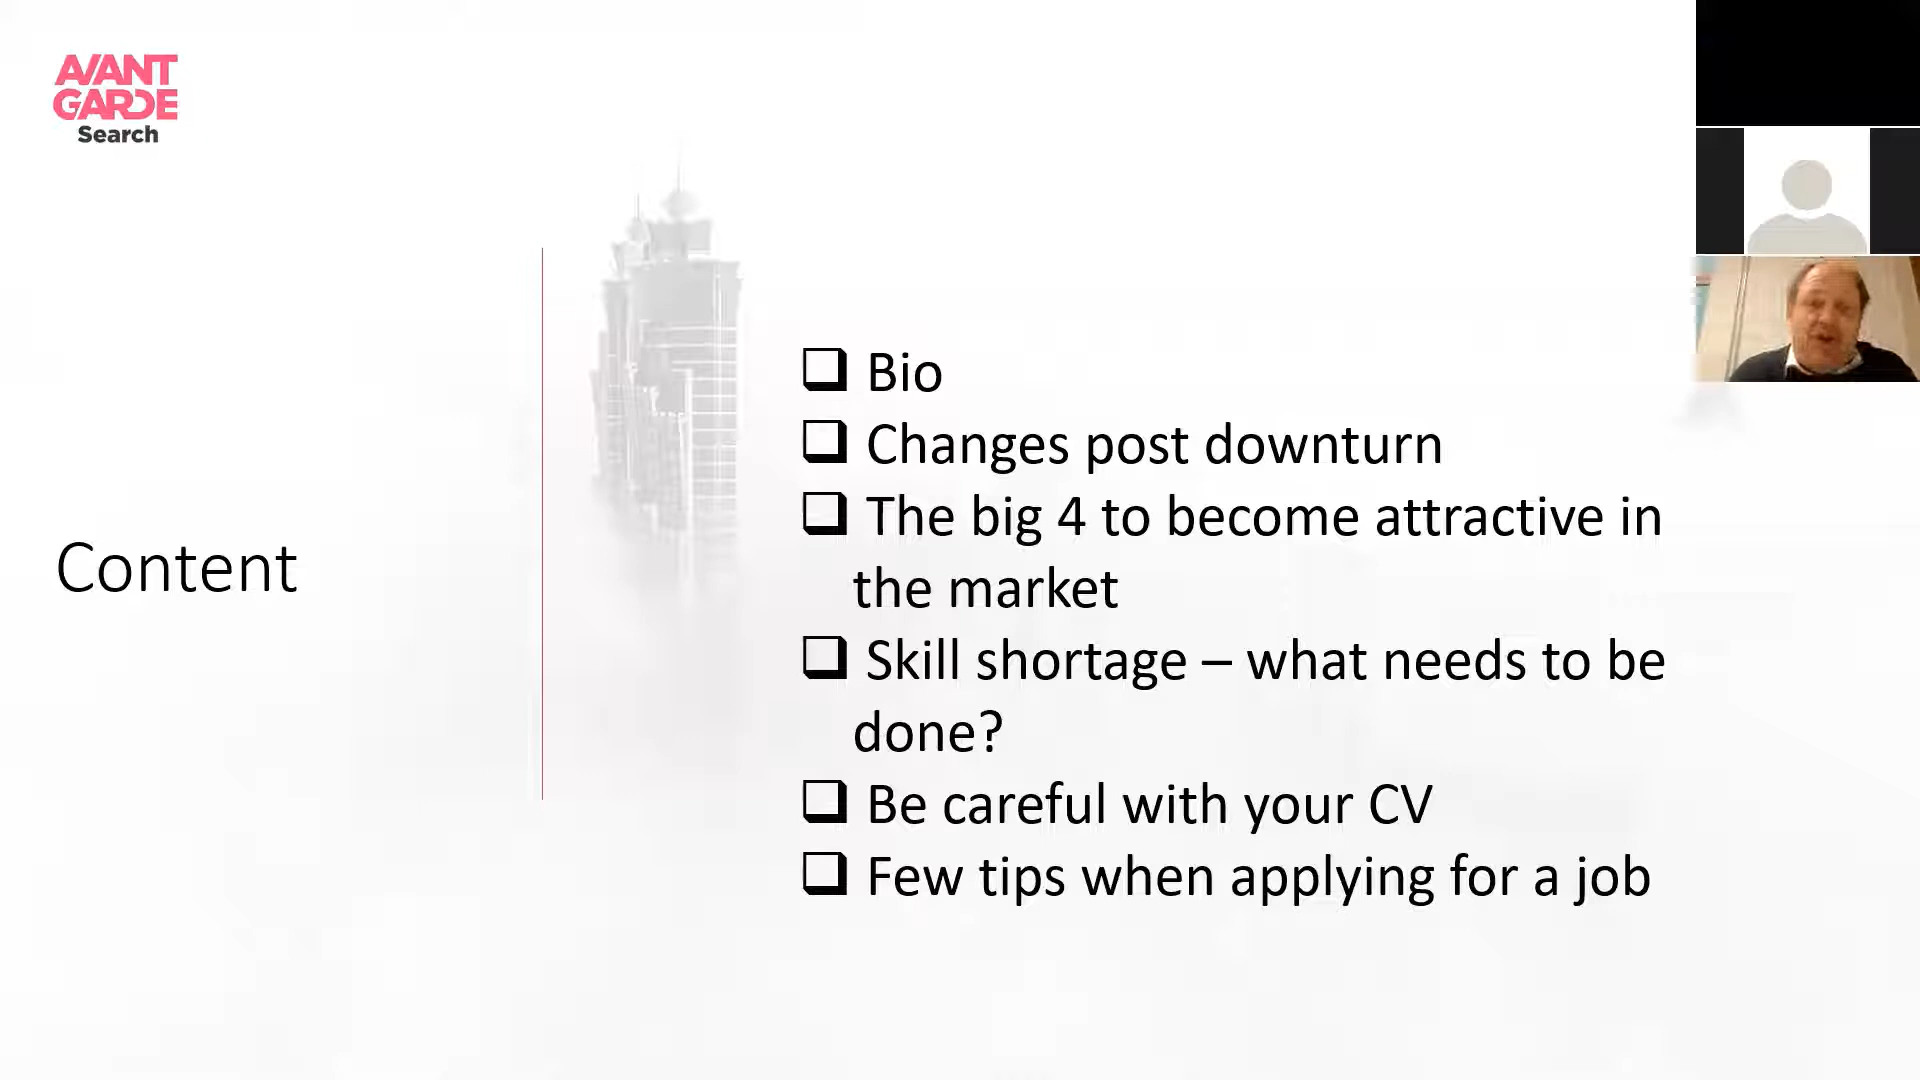 AVANT
GARDE
Search
Content
Bio
Changes post downturn
The big 4 to become attractive in
the market
Skill shortage – what needs to be
done?
Be careful with your CV
Few tips when applying for a job